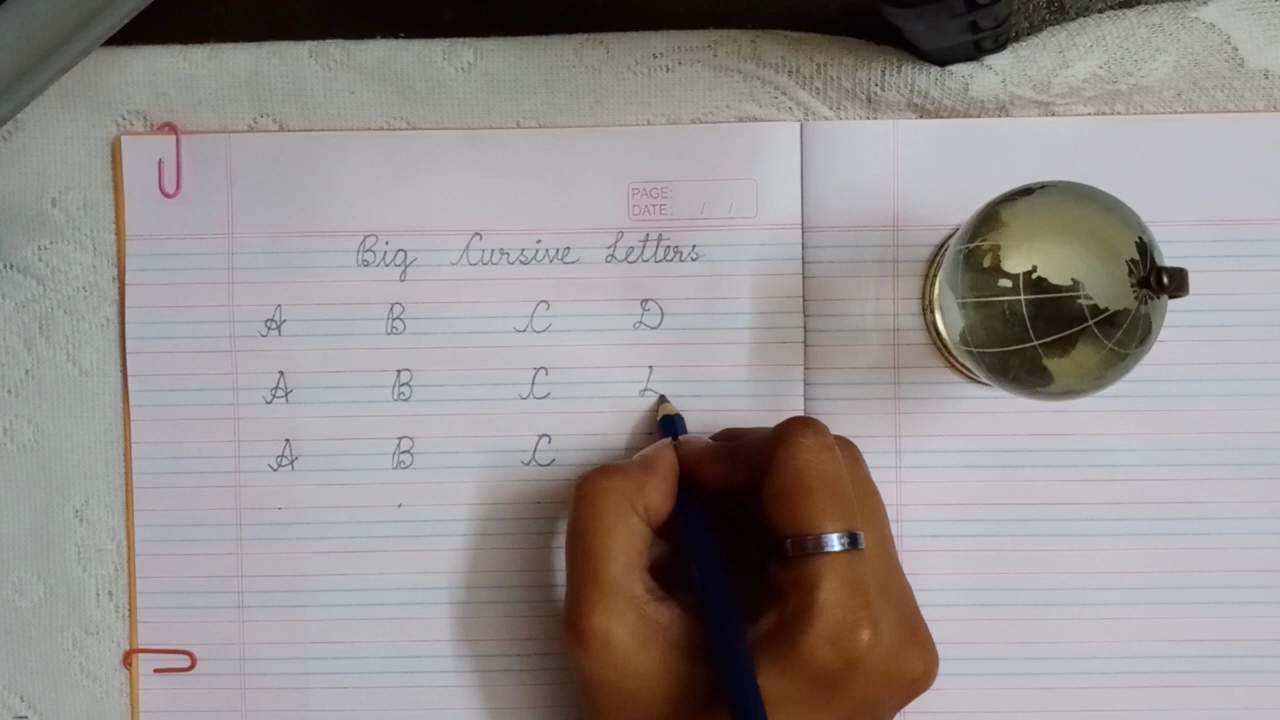 PAGE:
DATE: / /
Big Cursive Letters
A B C D
A B C
A B C